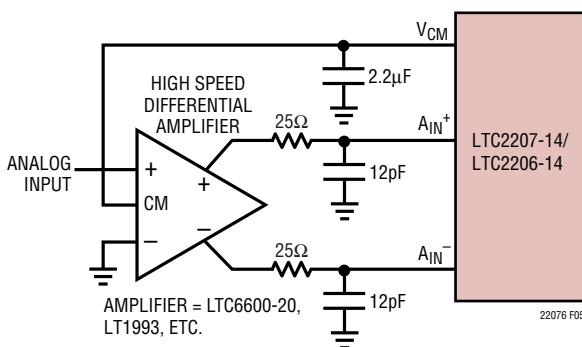 V_CM
2.2μF
HIGH SPEED
DIFFERENTIAL
AMPLIFIER
25Ω
A_IN^+
LTC2207-14/
LTC2206-14
ANALOG
INPUT
+
+
12pF
CM
−
−
25Ω
A_IN^−
12pF
AMPLIFIER = LTC6600-20,
LT1993, ETC.
22076 F05